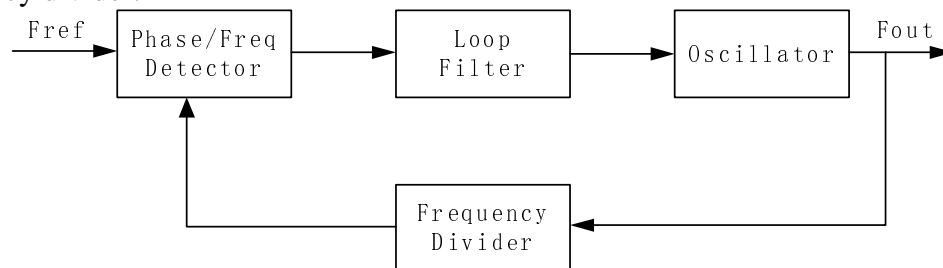 Fref
Phase/Freq
Detector
Loop
Filter
Oscillator
Fout
Frequency
Divider